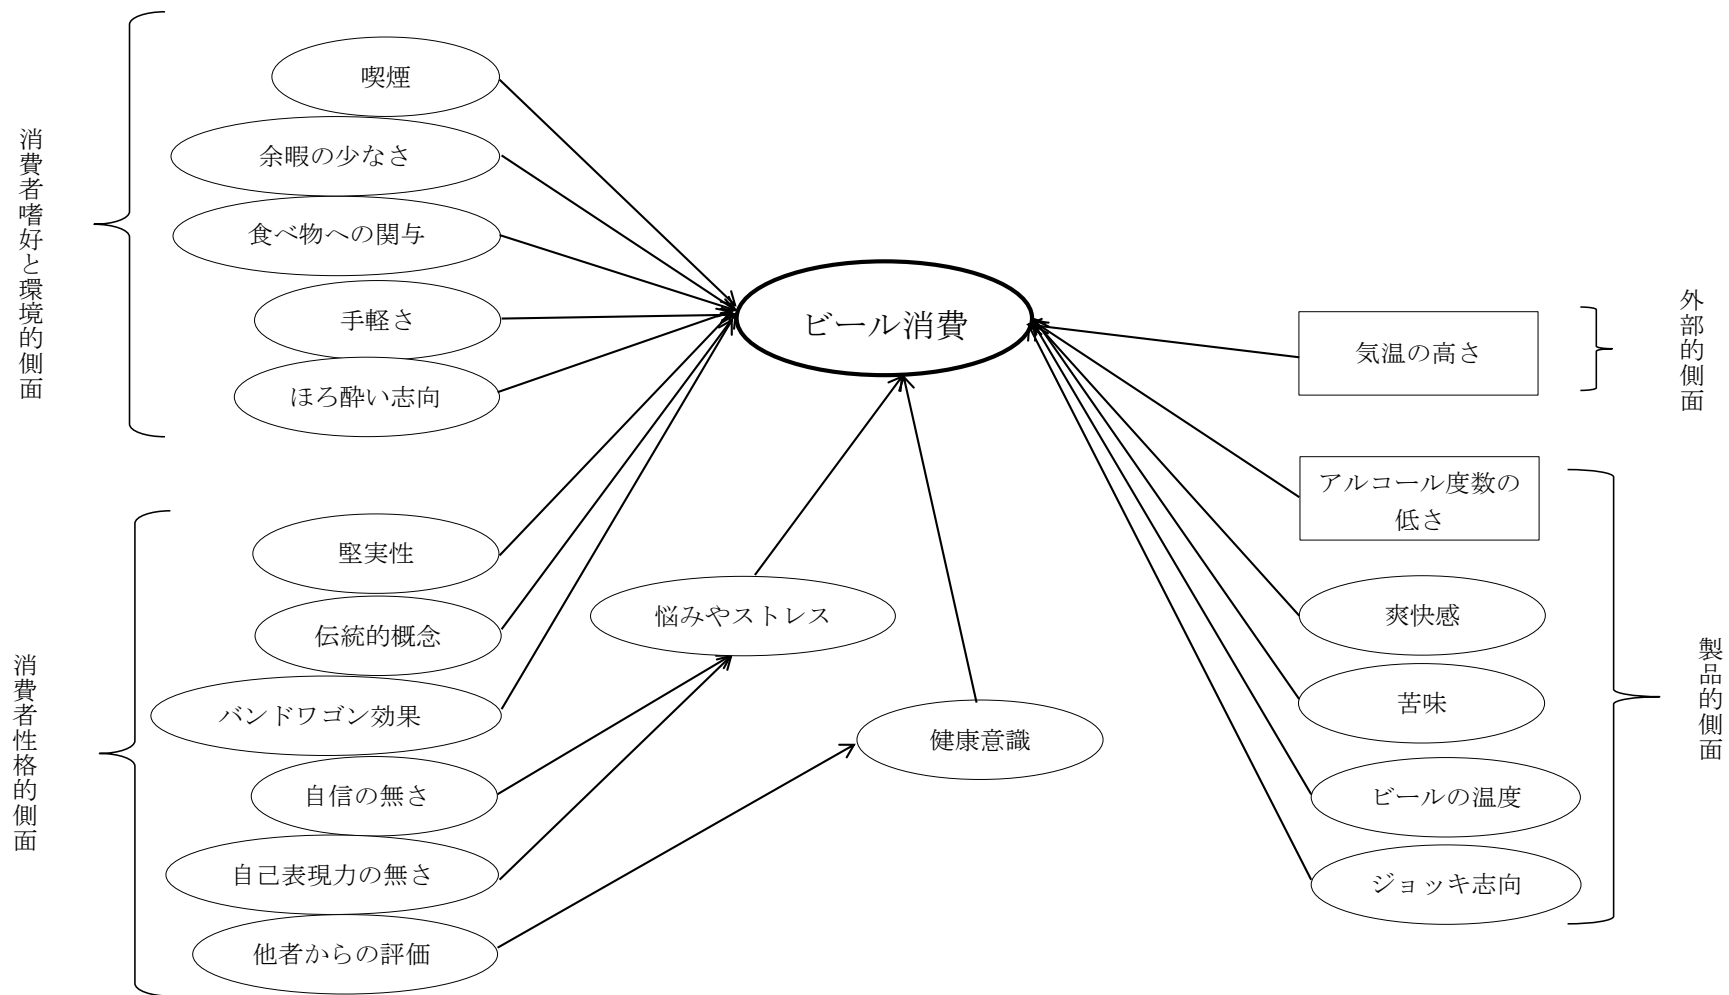 消費者嗜好と環境的側面
喫煙
余暇の少なさ
食べ物への関与
手軽さ
ほろ酔い志向
消費者性格的側面
堅実性
伝統的概念
バンドワゴン効果
自信の無さ
自己表現力の無さ
他者からの評価
ビール消費
悩みやストレス
健康意識
外部的側面
気温の高さ
製品的側面
アルコール度数の
低さ
爽快感
苦味
ビールの温度
ジョッキ志向